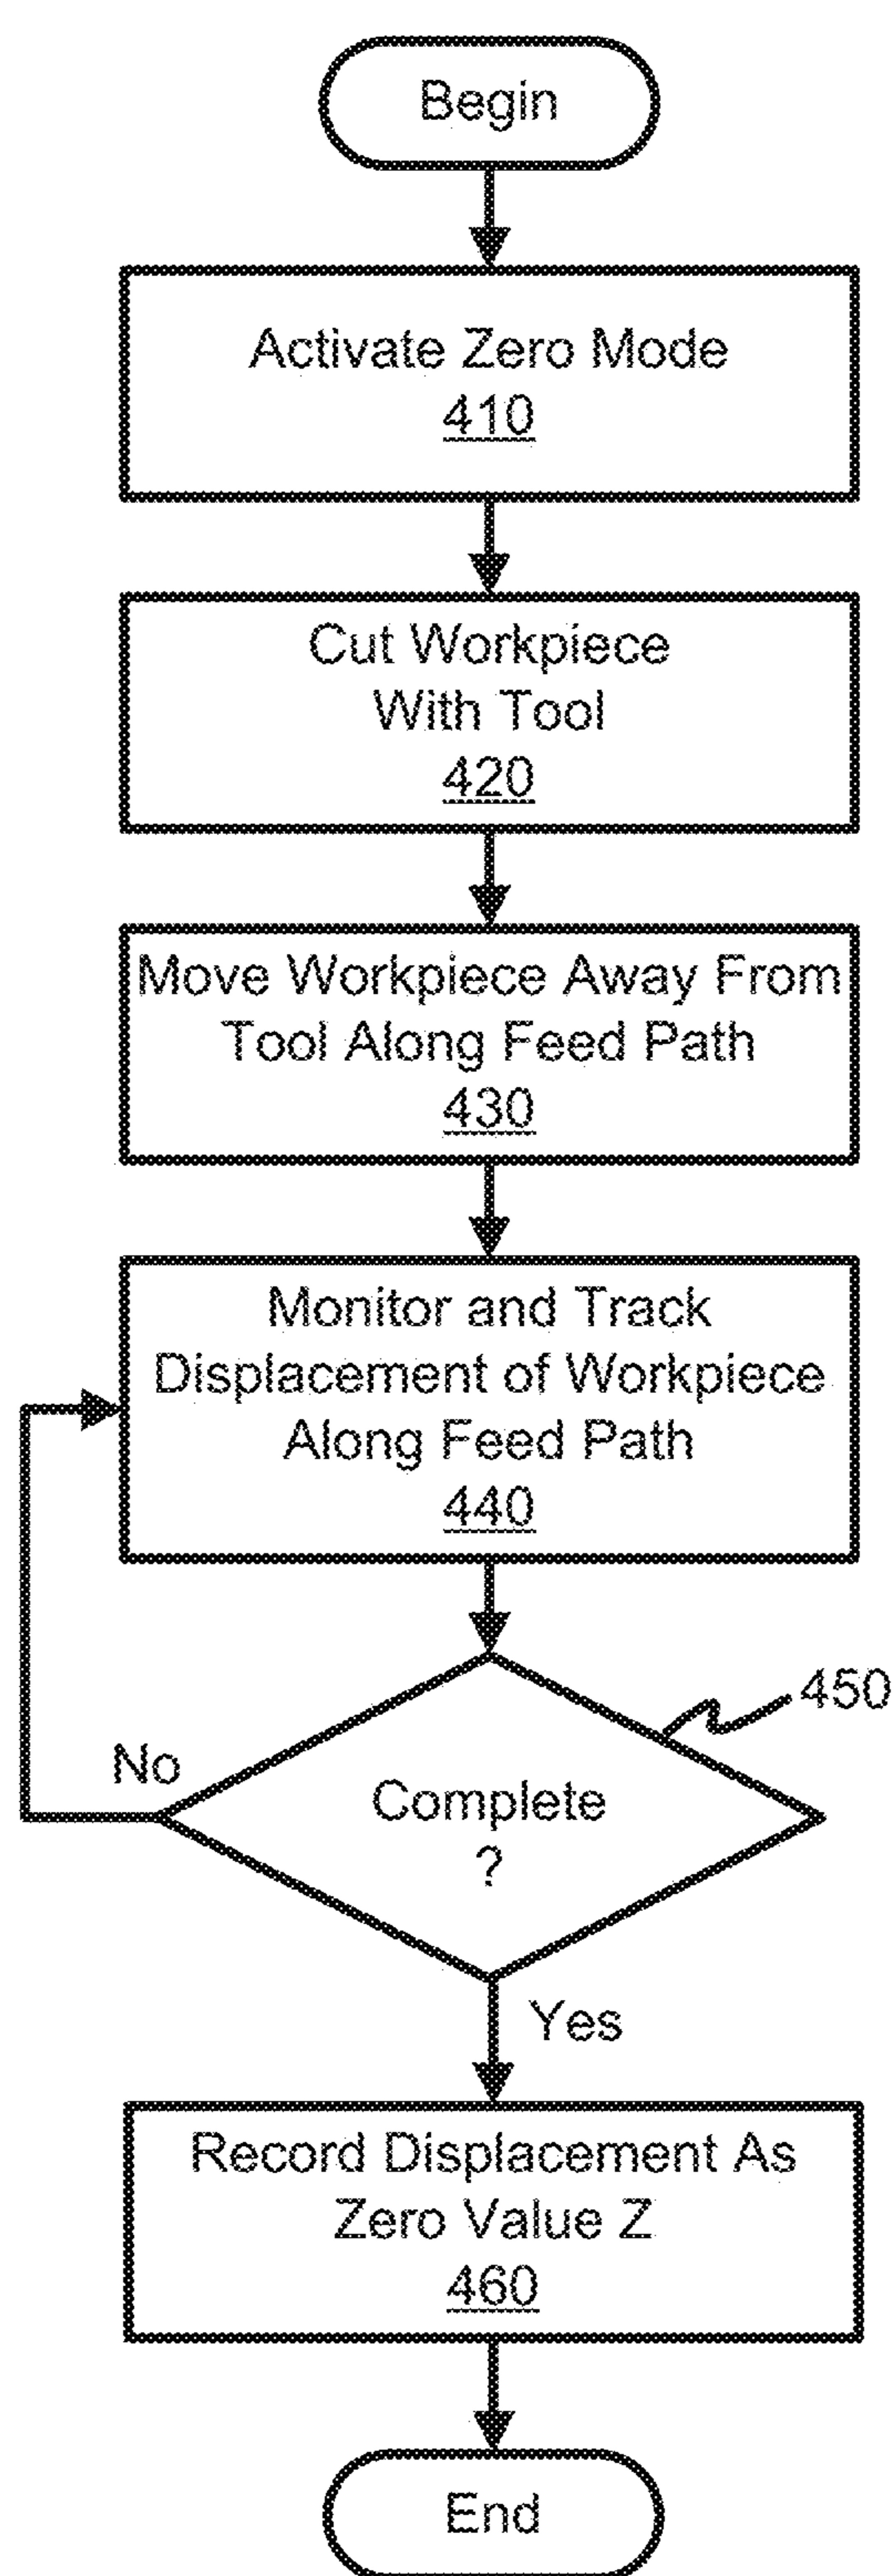 Begin
Activate Zero Mode
410
Cut Workpiece
With Tool
420
Move Workpiece Away From
Tool Along Feed Path
430
Monitor and Track
Displacement of Workpiece
Along Feed Path
440
450
No
Complete
?
Yes
Record Displacement As
Zero Value Z
460
End